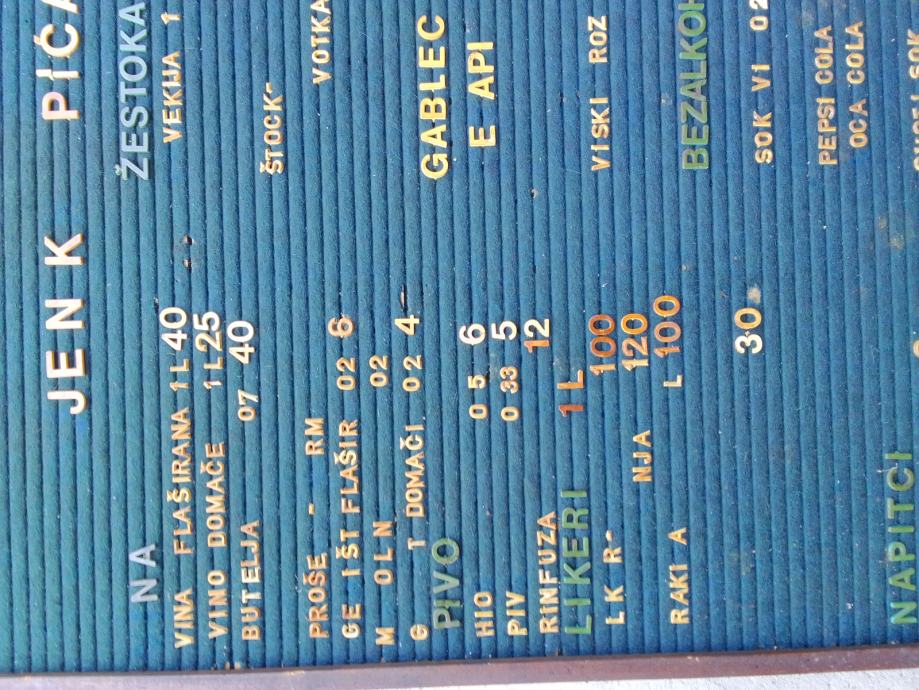 JENK PIĆA
NA
VINA FLAŠIRANA 1L 40
VINO DOMAČE 1L 25
BUTELJA 07 40
PROŠE - RM
GE IŠT FLAŠIR 02 6
M OLN 02
G T DOMAČI 02 4
PIVO
HIO 05 6
PIV 033 5
RINFUZA 12
LIKERI 1L
LK R- 100
120
NJA L 100
RAKI A
30
NAPITCI
ŽESTOKA
VEKIJA 1
ŠTOCK-
VOTKA
GABLEC
E API
VISKI ROZ
BEZALKOH
SOK VI 02
PEPSI COLA
OCA COLA